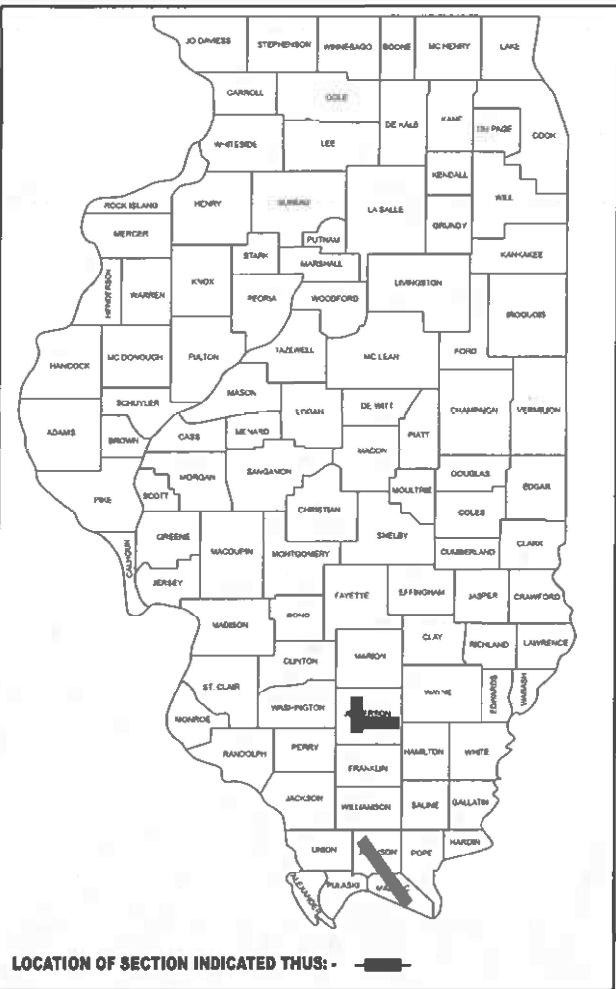 JO DAVIESS STEPHENSON WINNEBAGO BOONE MC HENRY LAKE
CARROLL OGLE
DE KALB KANE DU PAGE COOK
WHITESIDE LEE
KENDALL
ROCK ISLAND HENRY BUREAU LA SALLE WILL
MERCER PUTNAM GRUNDY
STARK MARSHALL KANKAKEE
HENDERSON WARREN KNOX PEORIA WOODFORD LIVINGSTON
IROQUOIS
HANCOCK MC DONOUGH FULTON TAZEWELL MC LEAN FORD
MASON
SCHUYLER LOGAN DE WITT CHAMPAIGN VERMILION
ADAMS BROWN CASS MENARD PIATT
MACON
MORGAN SANGAMON DOUGLAS
PIKE SCOTT CHRISTIAN MOULTRIE EDGAR
COLES
GREENE MACOUPIN SHELBY
CALHOUN MONTGOMERY CUMBERLAND CLARK
JERSEY
FAYETTE EFFINGHAM JASPER CRAWFORD
MADISON BOND
CLAY RICHLAND LAWRENCE
CLINTON MARION
ST. CLAIR WAYNE EDWARDS WABASH
WASHINGTON
MONROE
RANDOLPH PERRY HAMILTON WHITE
FRANKLIN
JACKSON WILLIAMSON SALINE GALLATIN
UNION POPE HARDIN
ALEXANDER PULASKI
LOCATION OF SECTION INDICATED THUS: -